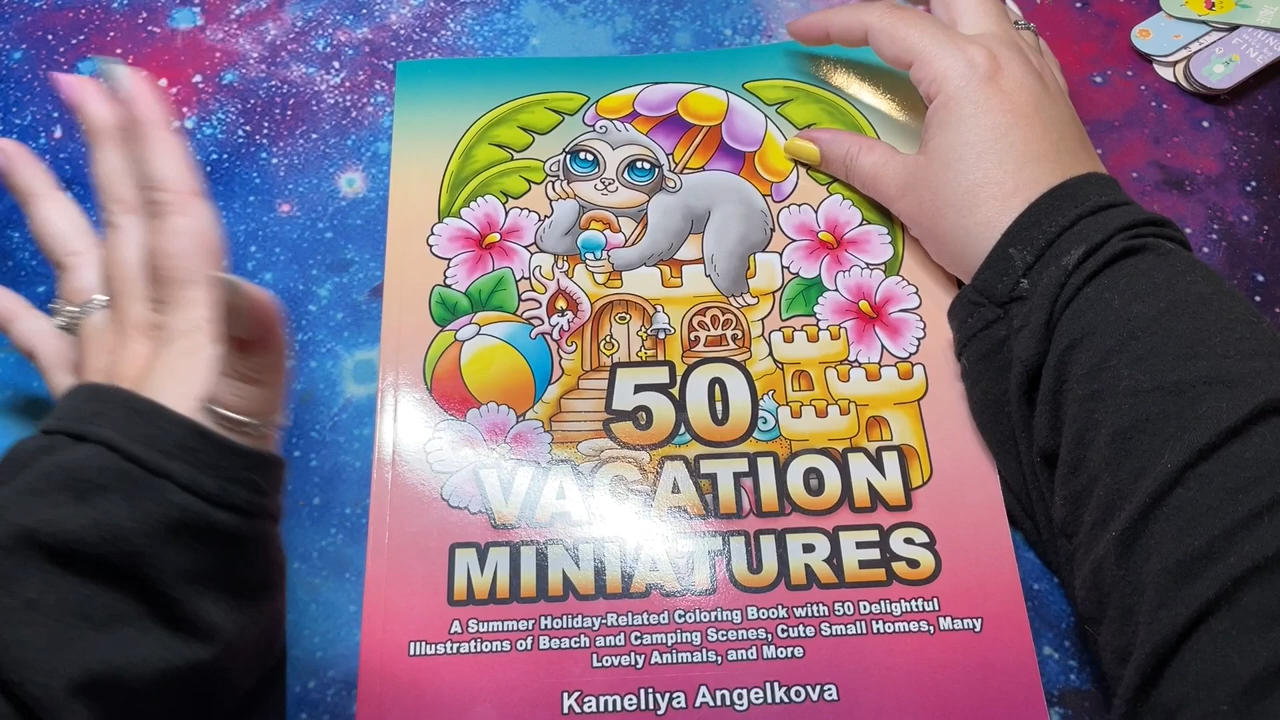 50
VACATION
MINIATURES
A Summer Holiday-Related Coloring Book with 50 Delightful
Illustrations of Beach and Camping Scenes, Cute Small Homes, Many
Lovely Animals, and More
Kameliya Angelkova